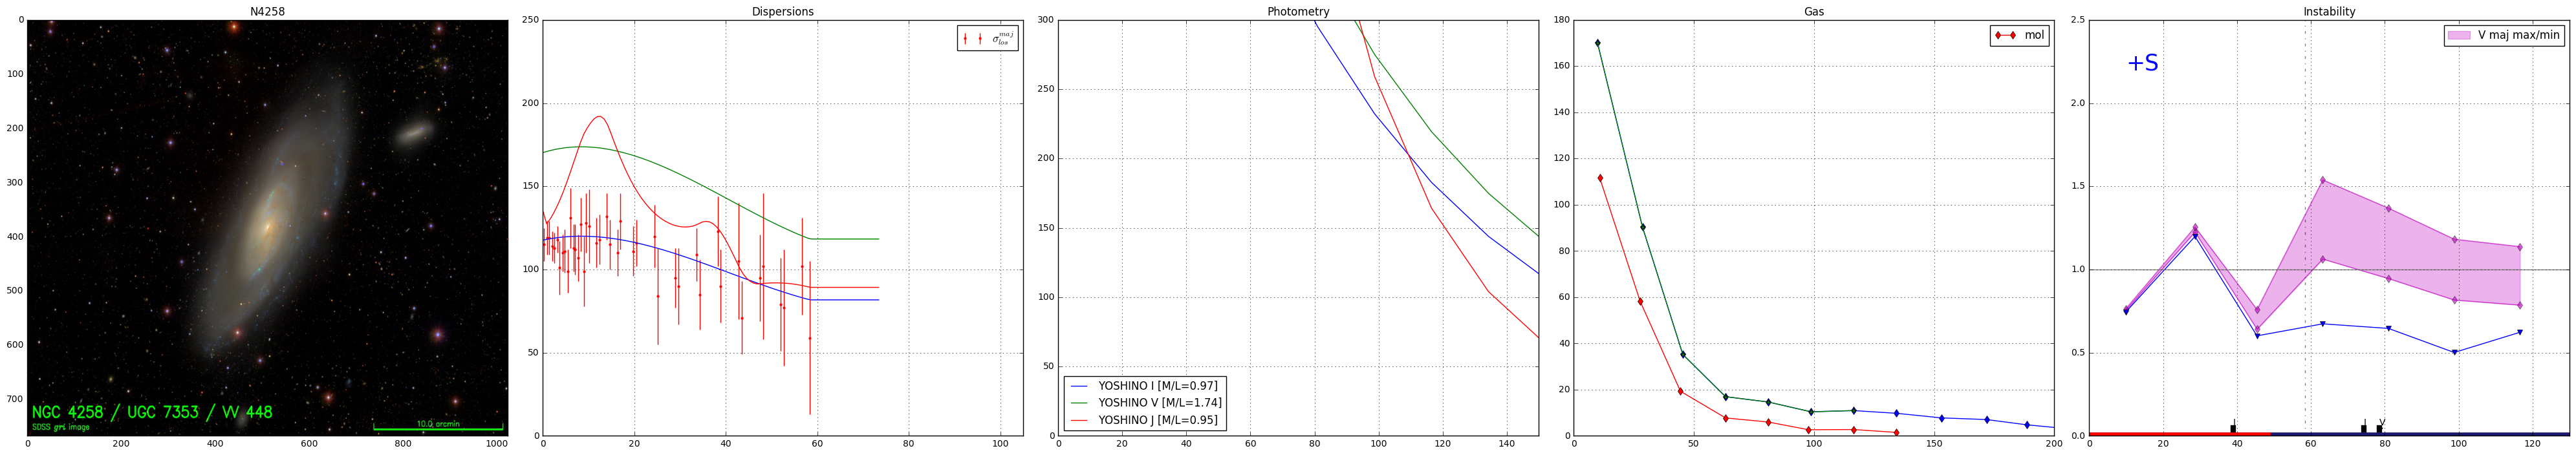 N4258
0
100
200
300
400
500
600
700
0 200 400 600 800 1000
NGC 4258 / UGC 7353 / VV 448
SDSS gri image
10.0 arcmin
Dispersions
σ_los^maj
250
200
150
100
50
0
0 20 40 60 80 100
Photometry
300
250
200
150
100
50
0
YOSHINO I [M/L=0.97]
YOSHINO V [M/L=1.74]
YOSHINO J [M/L=0.95]
0 20 40 60 80 100 120 140
Gas
mol
180
160
140
120
100
80
60
40
20
0
0 50 100 150 200
Instability
V maj max/min
+S
2.5
2.0
1.5
1.0
0.5
0.0
V
0 20 40 60 80 100 120